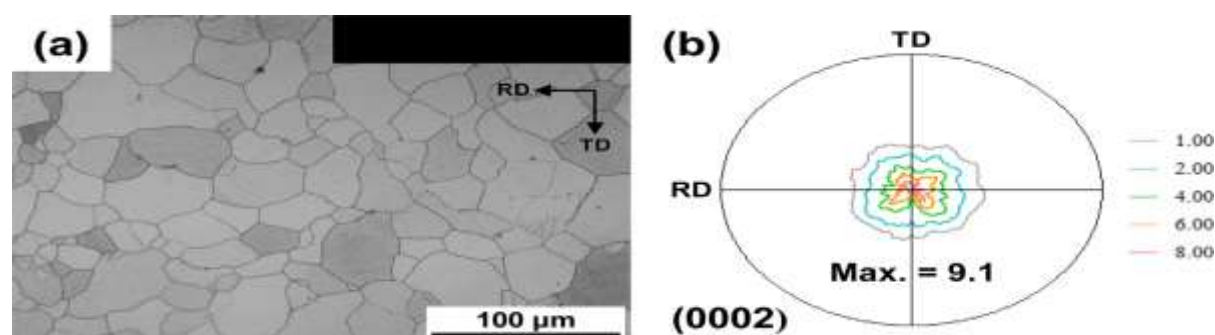 (a)
RD
TD
100 μm
(b)
TD
RD
1.00
2.00
4.00
6.00
8.00
Max. = 9.1
(0002)